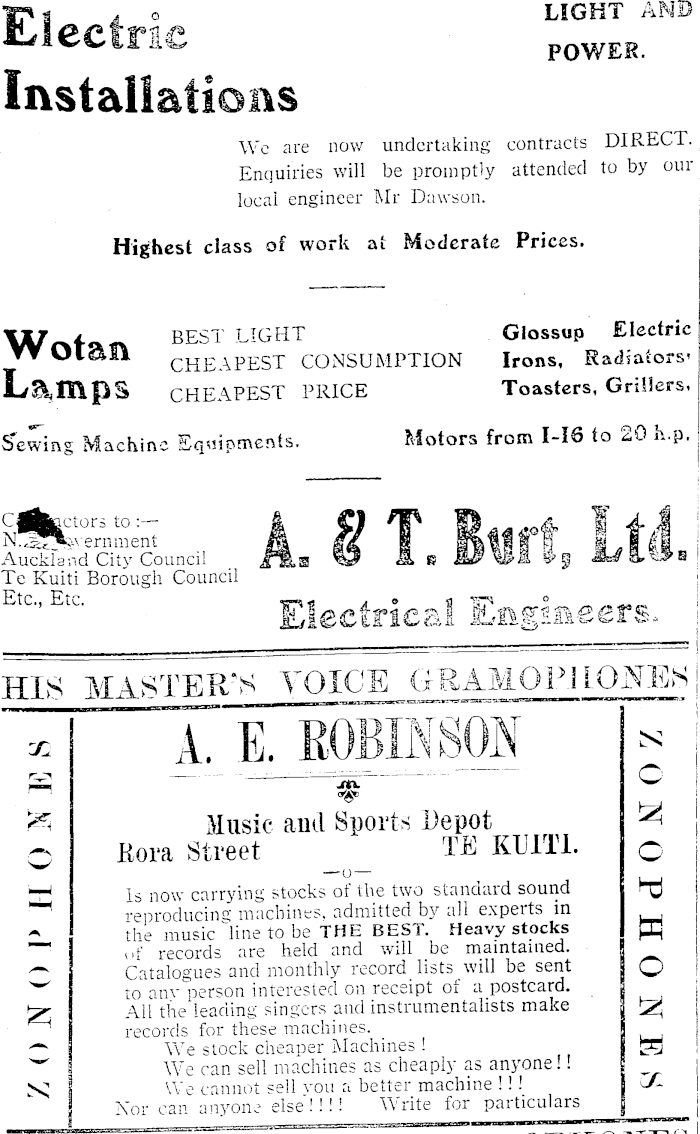 Electric
Installations
LIGHT AND
POWER.
We are now undertaking contracts DIRECT.
Enquiries will be promptly attended to by our
local engineer Mr Dawson.
Highest class of work at Moderate Prices.
Wotan
Lamps
BEST LIGHT
CHEAPEST CONSUMPTION
CHEAPEST PRICE
Glossup Electric
Irons, Radiators,
Toasters, Grillers,
Sewing Machine Equipments.
Motors from 1-16 to 20 h.p.
to :—
Auckland City Council
Te Kuiti Borough Council
Etc., Etc.
A. & T. Burt, Ltd.
Electrical Engineers.
HIS MASTER'S VOICE GRAMOPHONES
ZONOPHONES
A. E. ROBINSON
Music and Sports Depot
Rora Street TE KUITI.
—o—
Is now carrying stocks of the two standard sound
reproducing machines, admitted by all experts in
the music line to be THE BEST. Heavy stocks
of records are held and will be maintained.
Catalogues and monthly record lists will be sent
to any person interested on receipt of a postcard.
All the leading singers and instrumentalists make
records for these machines.
We stock cheaper Machines !
We can sell machines as cheaply as anyone ! !
We cannot sell you a better machine ! ! !
Nor can anyone else ! ! ! ! Write for particulars
ZONOPHONES